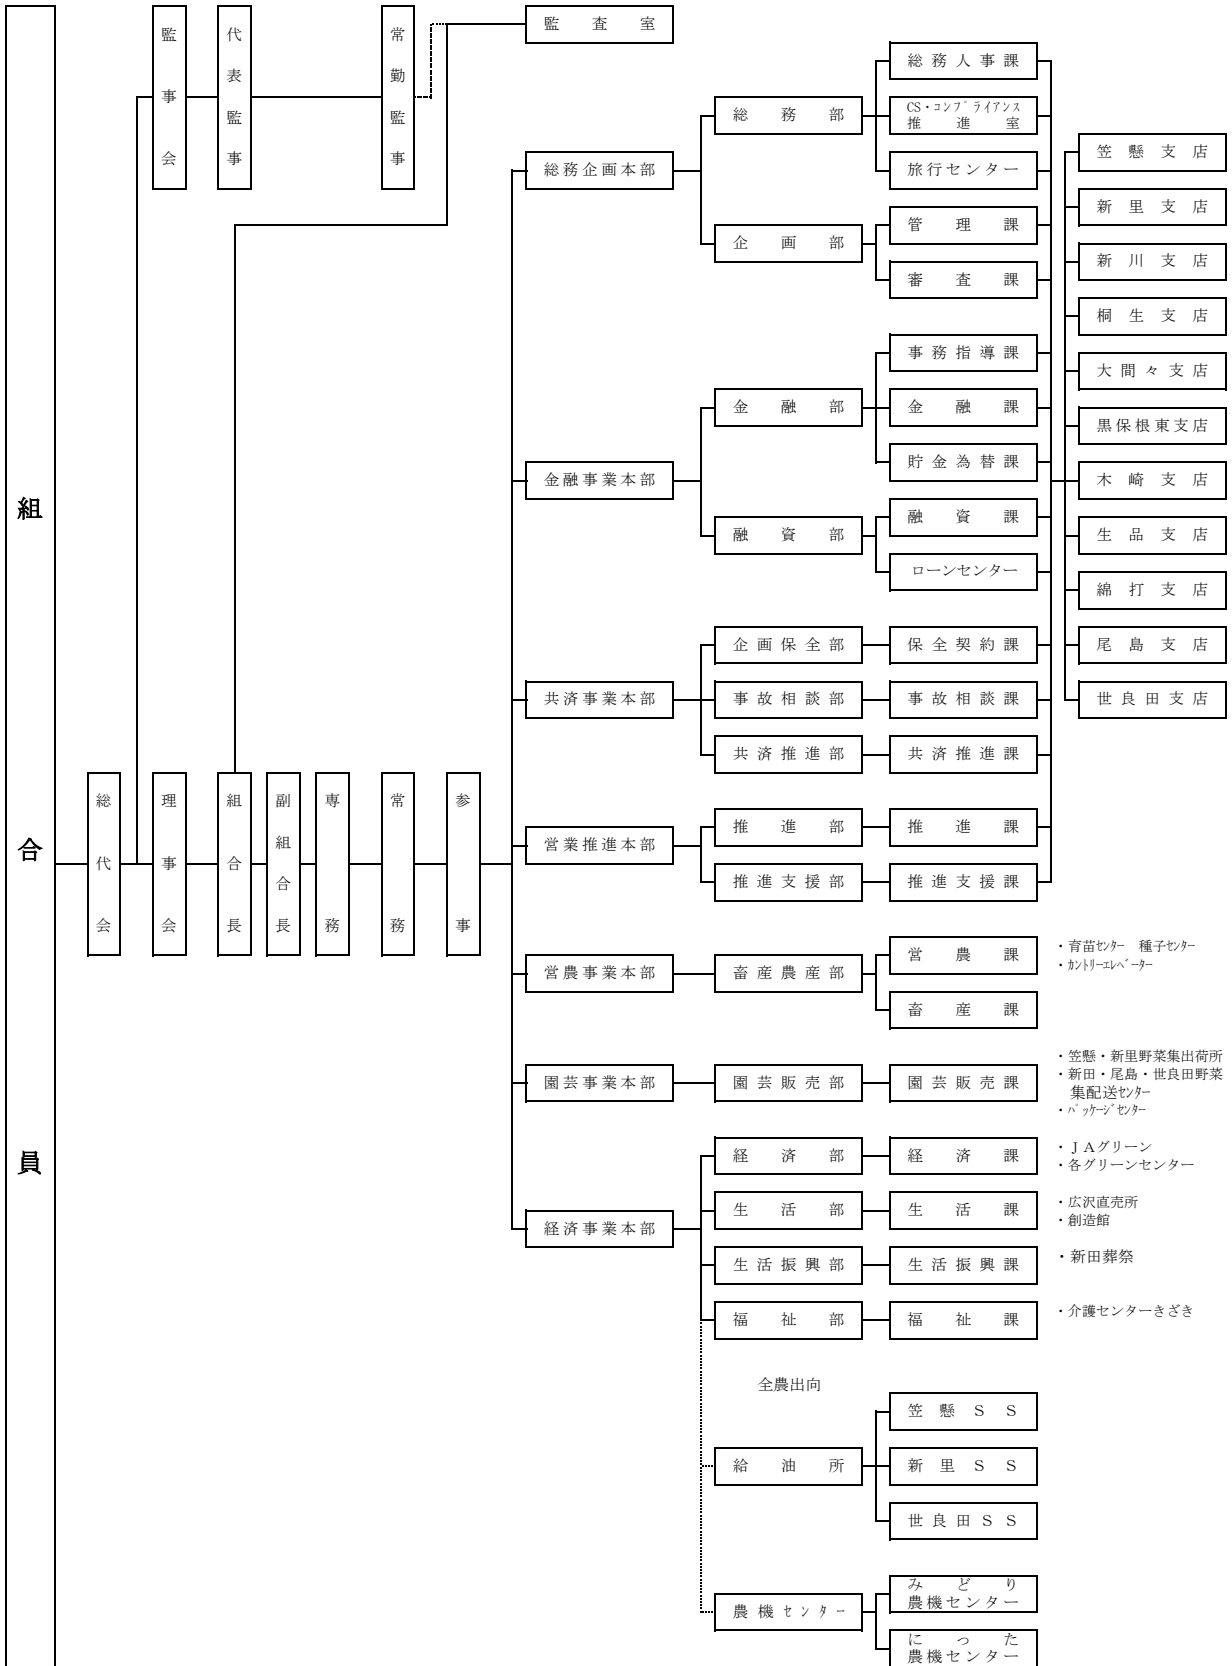 組合員
総代会
監事会
代表監事
常勤監事
理事会
組合長
副組合長
専務
常務
参事
監査室
総務企画本部
総務部
総務人事課
CS・コンプライアンス
推進室
旅行センター
企画部
管理課
審査課
金融事業本部
金融部
事務指導課
金融課
貯金為替課
融資部
融資課
ローンセンター
共済事業本部
企画保全部
保全契約課
事故相談部
事故相談課
共済推進部
共済推進課
営業推進本部
推進部
推進課
推進支援部
推進支援課
笠懸支店
新里支店
新川支店
桐生支店
大間々支店
黒保根東支店
木崎支店
生品支店
綿打支店
尾島支店
世良田支店
営農事業本部
畜産農産部
営農課
・育苗センター 種子センター
・カントリーエレベーター
畜産課
園芸事業本部
園芸販売部
園芸販売課
・笠懸・新里野菜集出荷所
・新田・尾島・世良田野菜
集配送センター
・パッケージセンター
経済事業本部
経済部
経済課
・ＪＡグリーン
・各グリーンセンター
生活部
生活課
・広沢直売所
・創造館
生活振興部
生活振興課
・新田葬祭
福祉部
福祉課
・介護センターきざき
全農出向
給油所
笠懸ＳＳ
新里ＳＳ
世良田ＳＳ
農機センター
みどり
農機センター
にった
農機センター